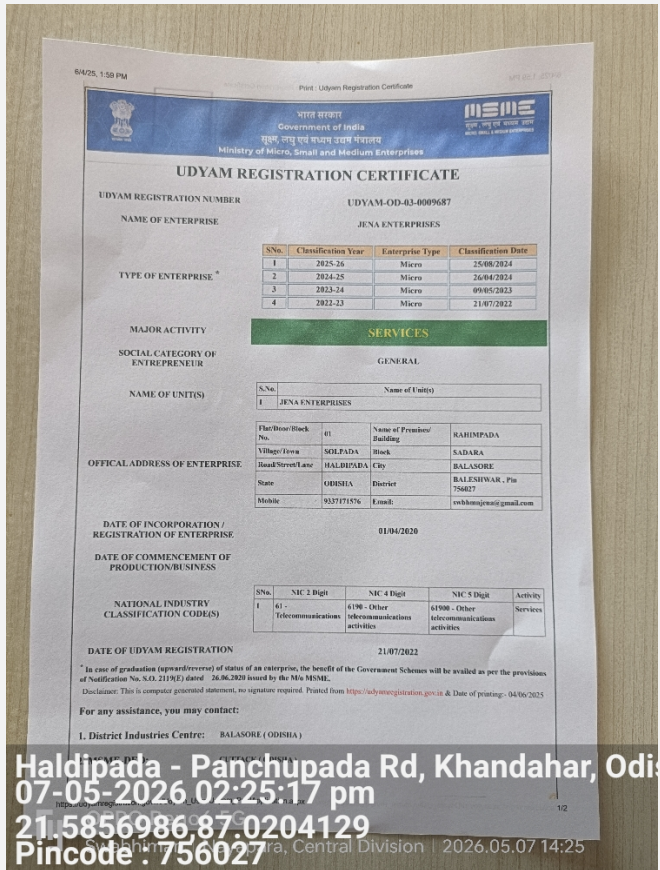 6/4/25, 1:59 PM
Print : Udyam Registration Certificate
भारत सरकार
Government of India
सूक्ष्म, लघु एवं मध्यम उद्यम मंत्रालय
Ministry of Micro, Small and Medium Enterprises
MSME
सूक्ष्म, लघु एवं मध्यम उद्यम
MICRO, SMALL & MEDIUM ENTERPRISES
UDYAM REGISTRATION CERTIFICATE
UDYAM REGISTRATION NUMBER UDYAM-OD-03-0009687
NAME OF ENTERPRISE JENA ENTERPRISES
TYPE OF ENTERPRISE *
SNo. Classification Year Enterprise Type Classification Date
1 2025-26 Micro 25/08/2024
2 2024-25 Micro 26/04/2024
3 2023-24 Micro 09/05/2023
4 2022-23 Micro 21/07/2022
MAJOR ACTIVITY SERVICES
SOCIAL CATEGORY OF
ENTREPRENEUR
GENERAL
NAME OF UNIT(S)
S.No. Name of Unit(s)
1 JENA ENTERPRISES
OFFICAL ADDRESS OF ENTERPRISE
Flat/Door/Block
No.
01 Name of Premises/
Building
RAHIMPADA
Village/Town SOLPADA Block SADARA
Road/Street/Lane HALDIPADA City BALASORE
State ODISHA District BALESHWAR , Pin
756027
Mobile 9337171576 Email:
DATE OF INCORPORATION /
REGISTRATION OF ENTERPRISE
01/04/2020
DATE OF COMMENCEMENT OF
PRODUCTION/BUSINESS
NATIONAL INDUSTRY
CLASSIFICATION CODE(S)
SNo. NIC 2 Digit NIC 4 Digit NIC 5 Digit Activity
1 61 - 6190 - Other 61900 - Other Services
Telecommunications telecommunications telecommunications
activities activities
DATE OF UDYAM REGISTRATION 21/07/2022
* In case of graduation (upward/reverse) of status of an enterprise, the benefit of the Government Schemes will be availed as per the provisions
of Notification No. S.O. 2119(E) dated 26.06.2020 issued by the M/o MSME.
Disclaimer: This is computer generated statement, no signature required. Printed from https://udyamregistration.gov.in & Date of printing:- 04/06/2025
For any assistance, you may contact:
1. District Industries Centre: BALASORE ( ODISHA )
CUTTACK ( ODISHA )
1/2
Haldipada - Panchupada Rd, Khandahar, Odis
07-05-2026 02:25:17 pm
21.5856986,87.0204129
Pincode : 756027
Central Division | 2026.05.07 14:25